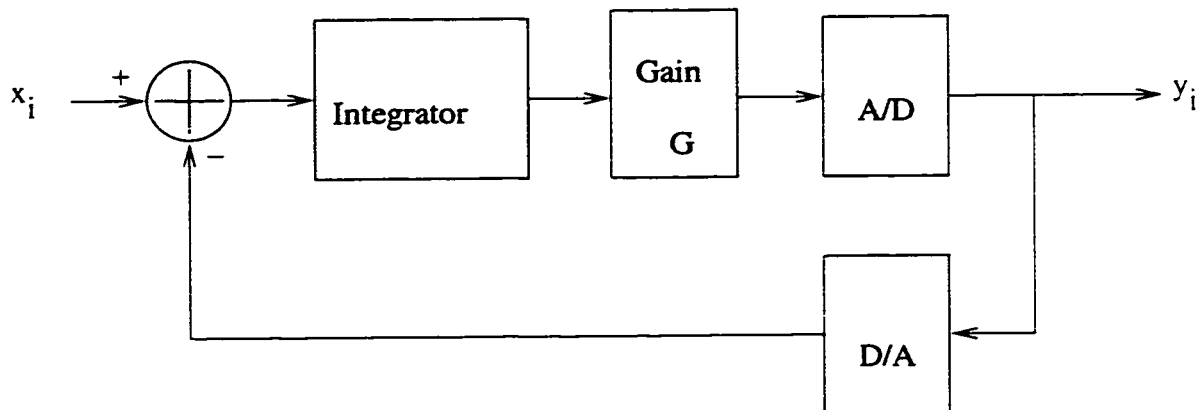 x_i
+
−
Integrator
Gain
G
A/D
y_i
D/A